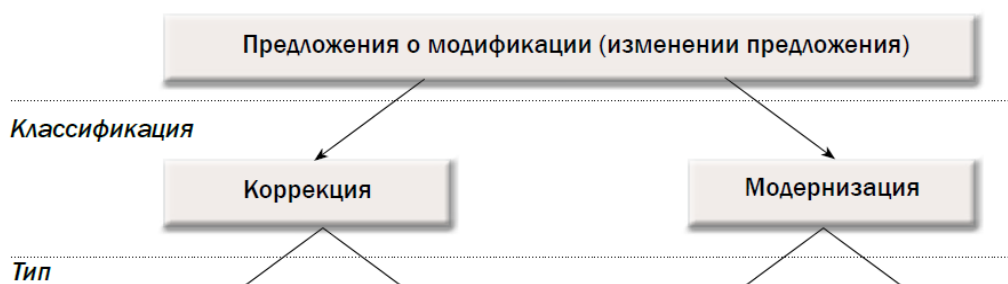 Предложения о модификации (изменении предложения)
Классификация
Коррекция
Модернизация
Тип